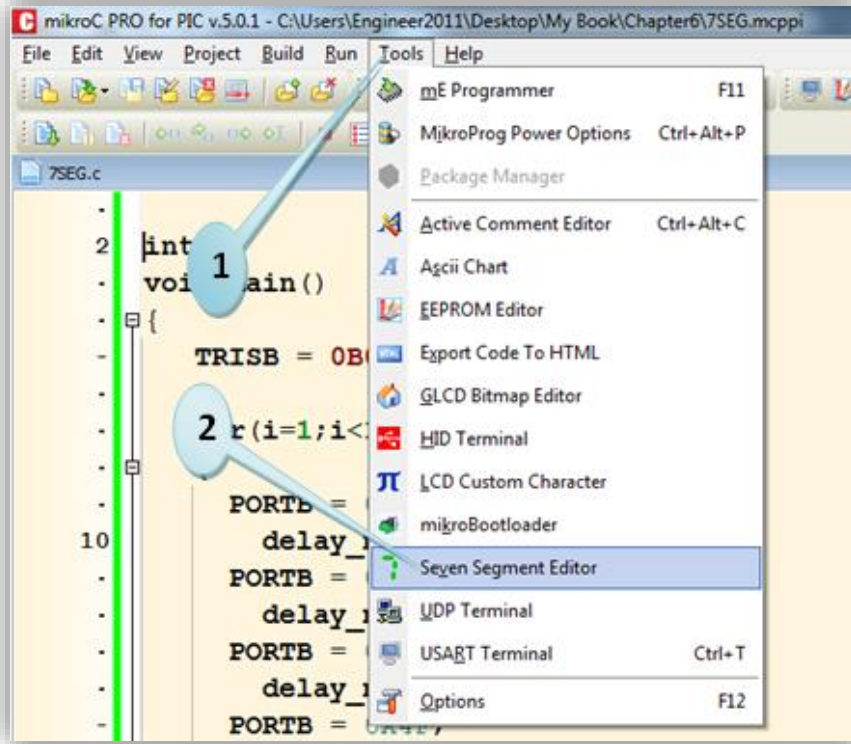 mikroC PRO for PIC v.5.0.1 - C:\Users\Engineer2011\Desktop\My Book\Chapter6\7SEG.mcppi
File Edit View Project Build Run Tools Help
mE Programmer F11
MikroProg Power Options Ctrl+Alt+P
Package Manager
Active Comment Editor Ctrl+Alt+C
Ascii Chart
EEPROM Editor
Export Code To HTML
GLCD Bitmap Editor
HID Terminal
LCD Custom Character
mikroBootloader
Seven Segment Editor
UDP Terminal
USART Terminal Ctrl+T
Options F12
7SEG.c
1
2
2 int
voi ain()
{
TRISB = 0B
r(i=1;i<
PORTB =
10 delay_
PORTB =
delay_
PORTB =
delay_
PORTB =